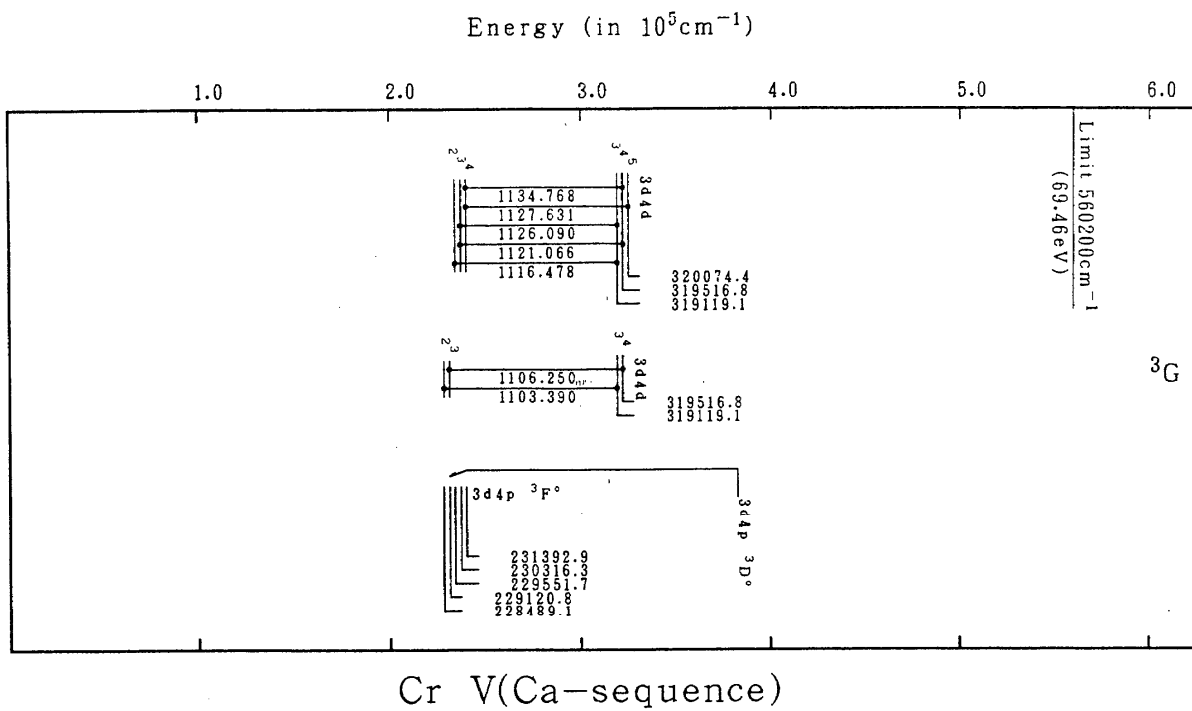 Energy (in 10⁵cm⁻¹)
1.0 2.0 3.0 4.0 5.0 6.0
Limit 560200cm⁻¹
(69.46eV)
2 3 4
3 4 5
3d4d
1134.768
1127.631
1126.090
1121.066
1116.478
320074.4
319516.8
319119.1
2 3
3 4
3d4d
1106.250
1103.390
319516.8
319119.1
³G
3d4p ³F°
3d4p ³D°
231392.9
230316.3
229551.7
229120.8
228489.1
Cr V(Ca-sequence)